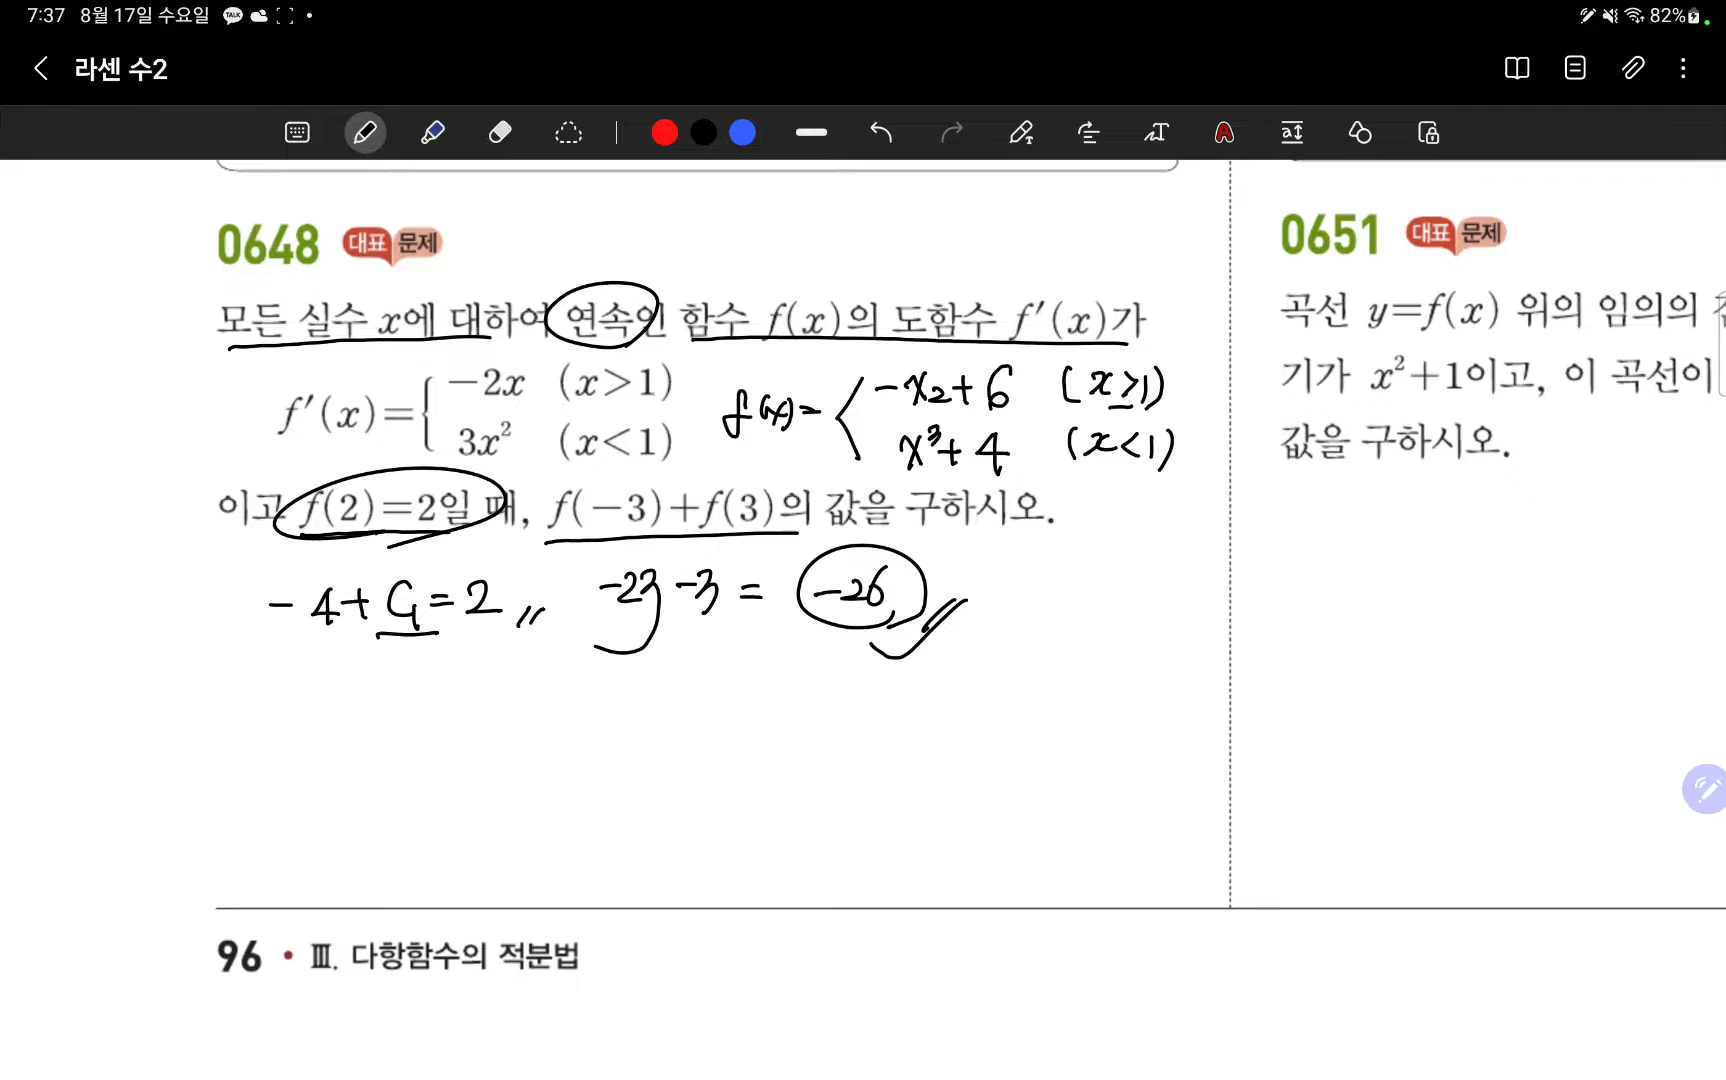 7:37 8월 17일 수요일 TALK 82%
라센 수2
0648 대표 문제
모든 실수 x에 대하여 연속인 함수 f(x)의 도함수 f′(x)가
f′(x)={ -2x (x>1)
3x² (x<1)
f(x)= -x2+6 (x≥1)
x³+4 (x<1)
이고 f(2)=2일 때, f(-3)+f(3)의 값을 구하시오.
-4+C₁=2 -23-3= -26
96 • Ⅲ. 다항함수의 적분법
0651 대표 문제
곡선 y=f(x) 위의 임의의
기가 x²+1이고, 이 곡선이
값을 구하시오.